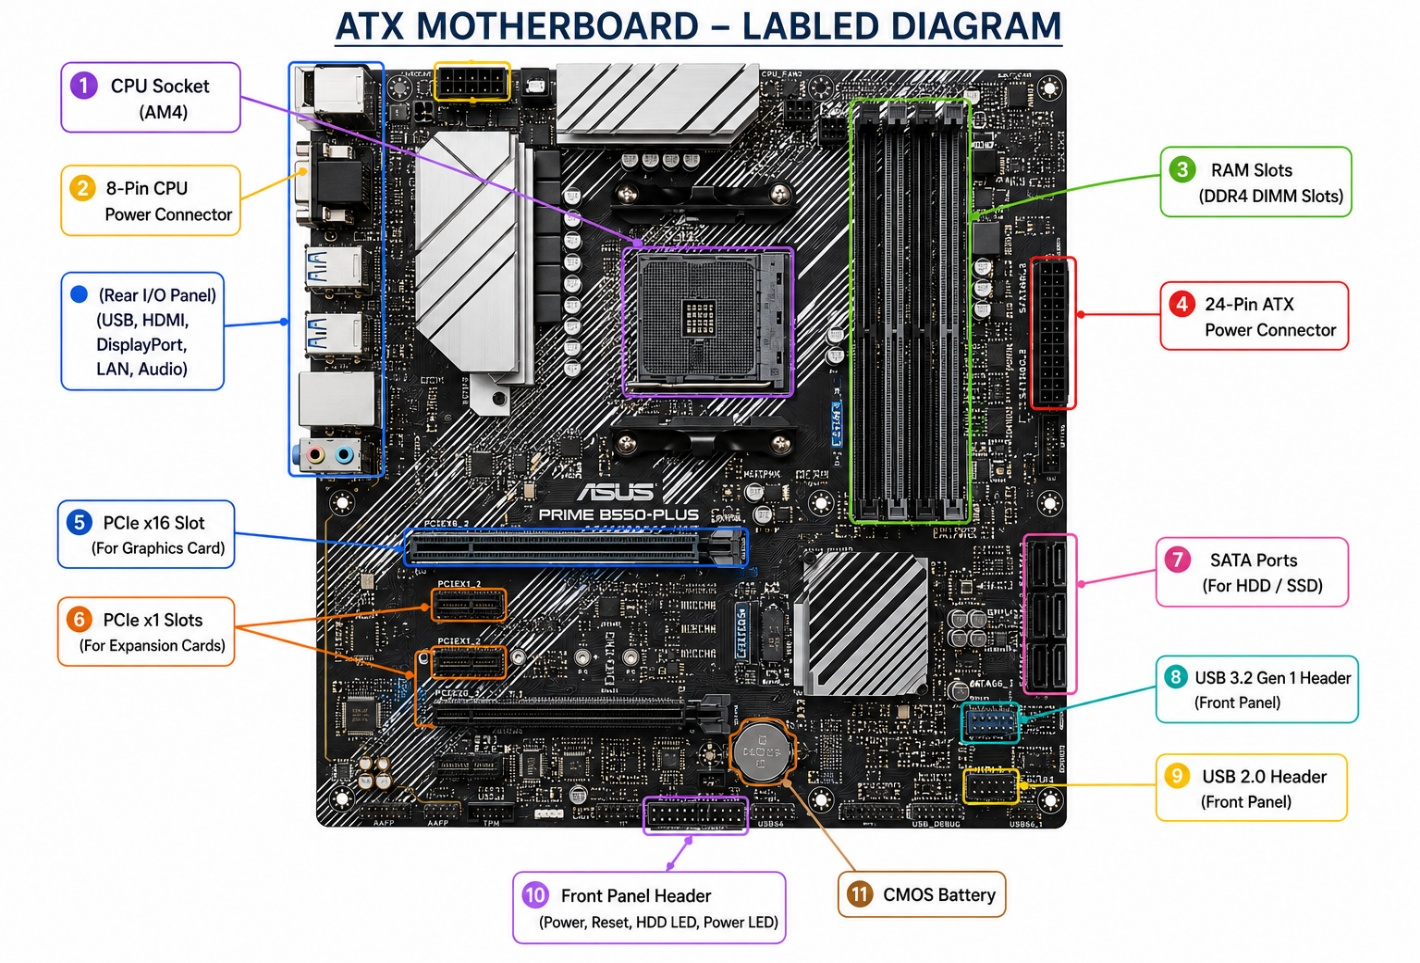 ATX MOTHERBOARD – LABLED DIAGRAM
1 CPU Socket
(AM4)
2 8-Pin CPU
Power Connector
(Rear I/O Panel)
(USB, HDMI,
DisplayPort,
LAN, Audio)
3 RAM Slots
(DDR4 DIMM Slots)
4 24-Pin ATX
Power Connector
5 PCIe x16 Slot
(For Graphics Card)
6 PCIe x1 Slots
(For Expansion Cards)
7 SATA Ports
(For HDD / SSD)
8 USB 3.2 Gen 1 Header
(Front Panel)
9 USB 2.0 Header
(Front Panel)
10 Front Panel Header
(Power, Reset, HDD LED, Power LED)
11 CMOS Battery
ASUS
PRIME B550-PLUS
PCIEX1_2
PCIEX1_2
AAFP
AAFP
TPM
USB_DEBUG